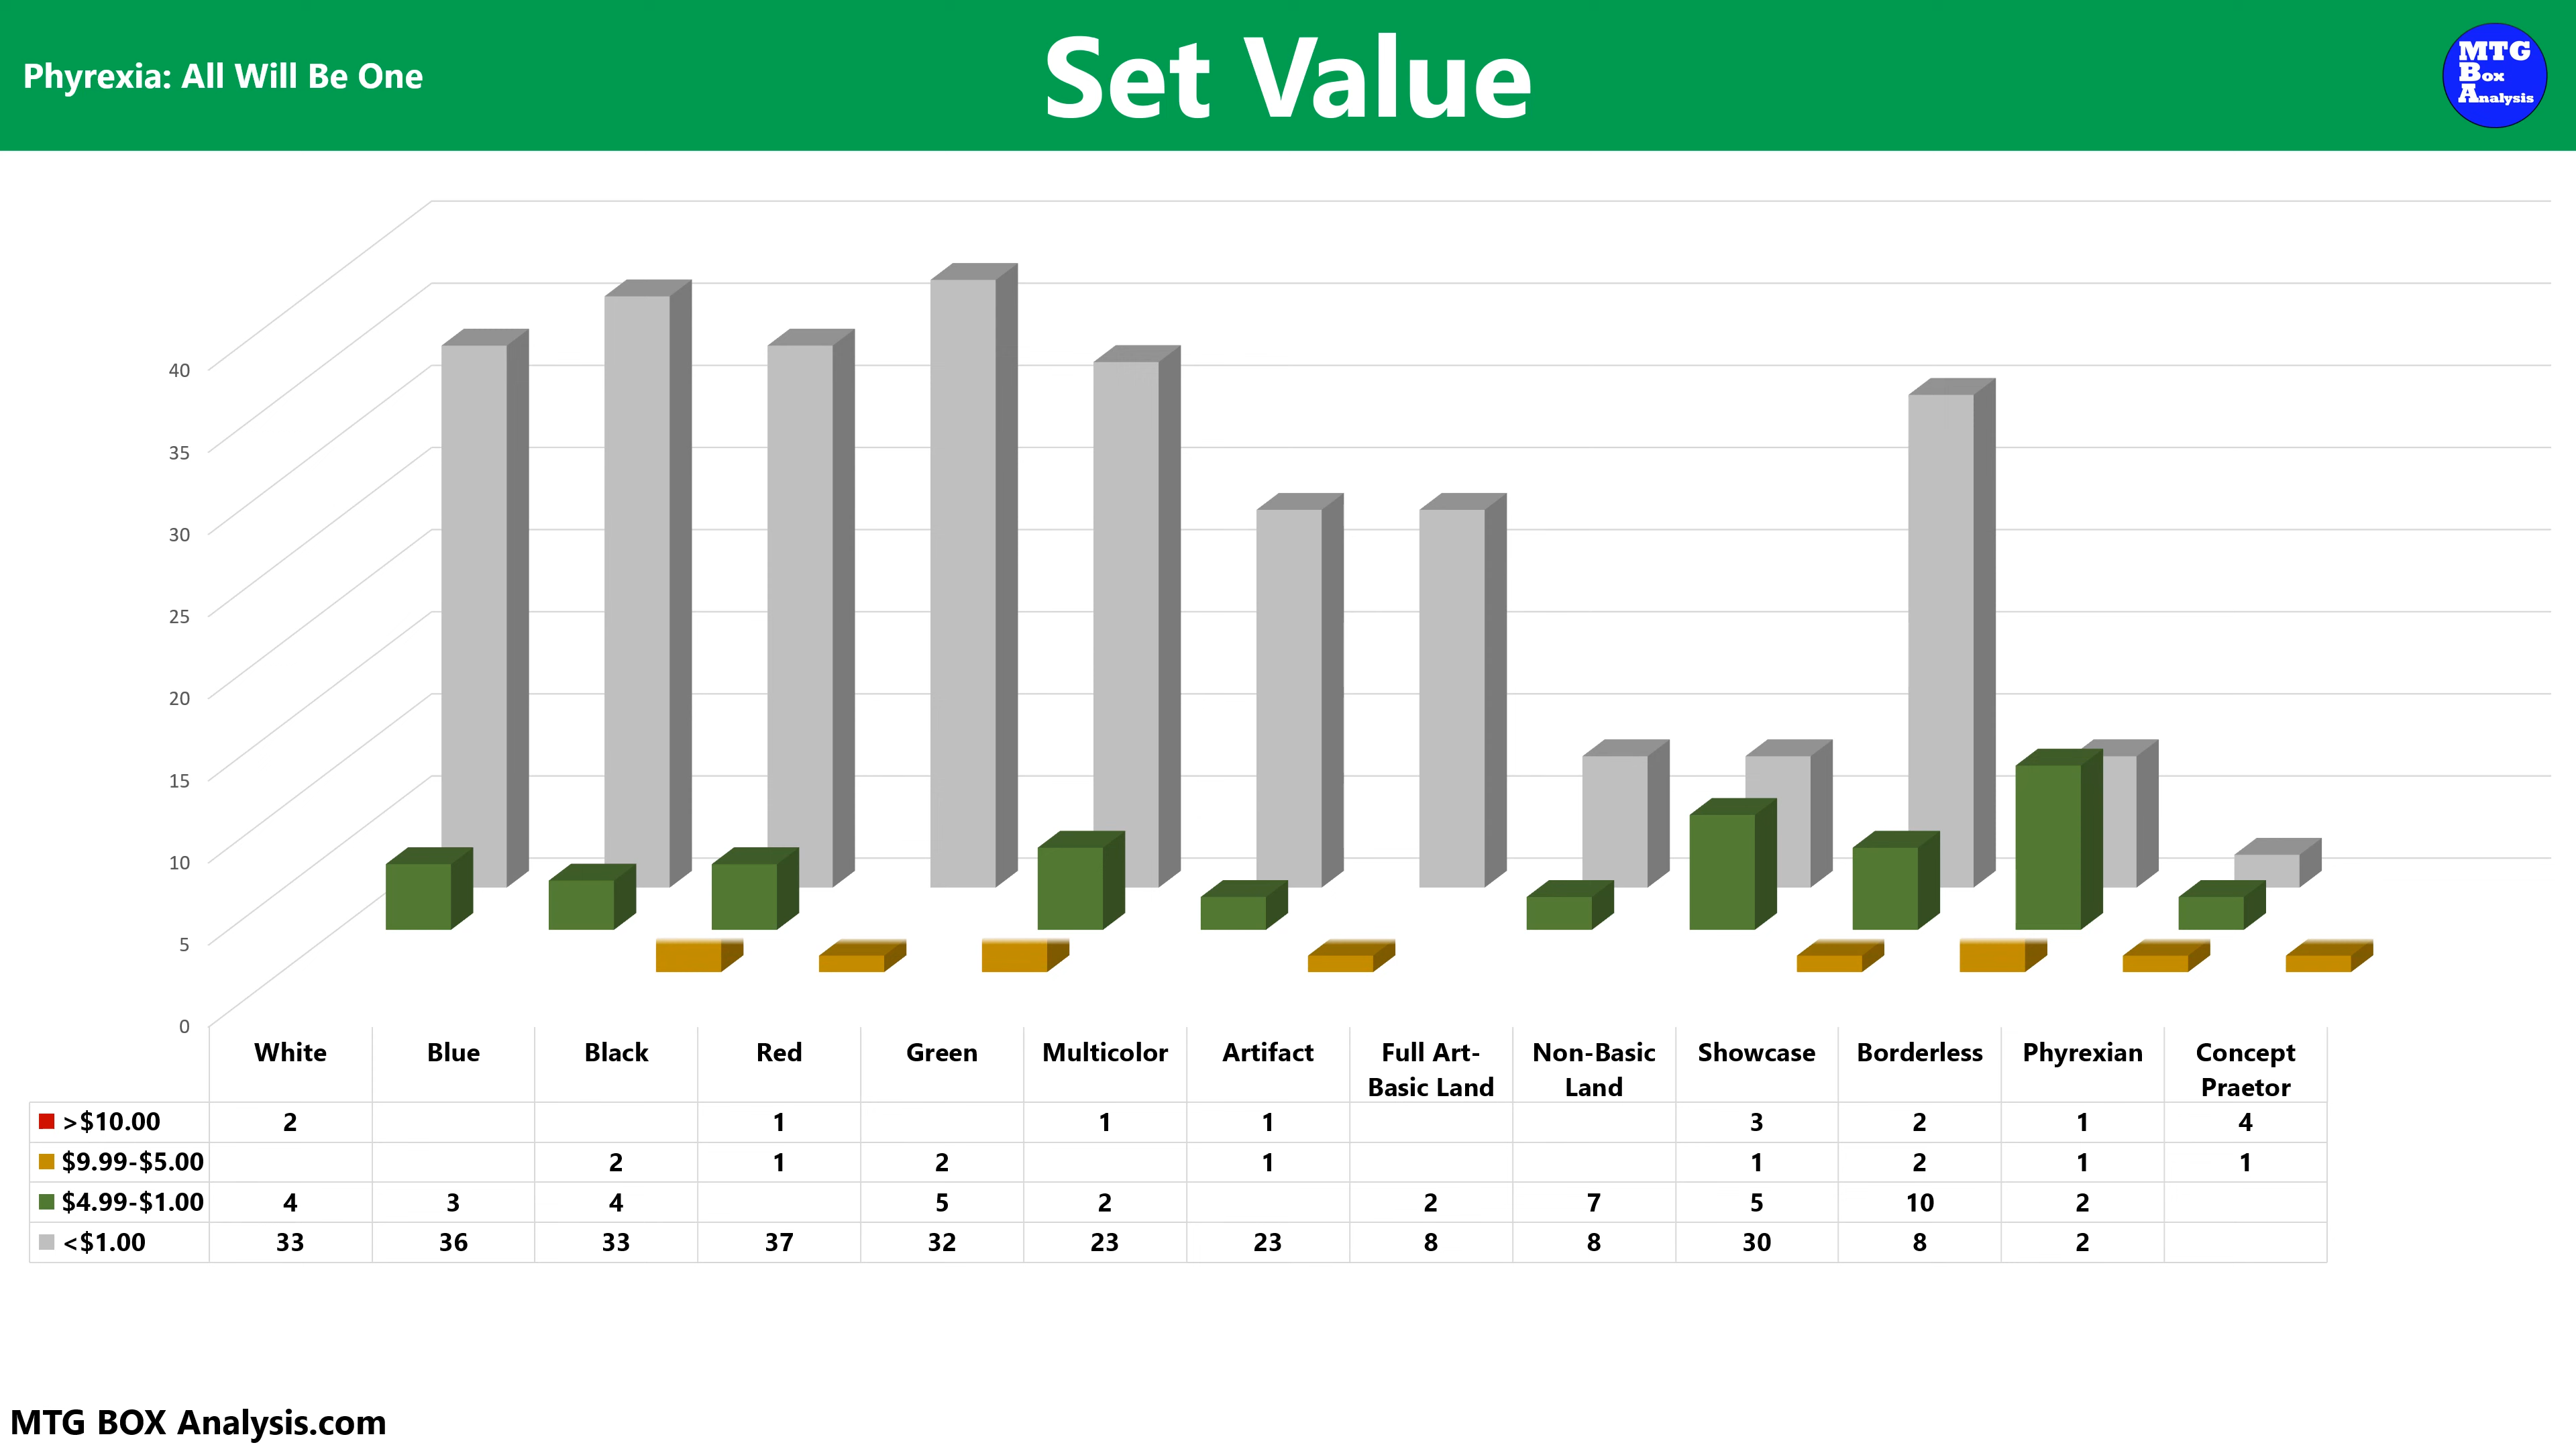 Phyrexia: All Will Be One
Set Value
MTG
Box
Analysis
40
35
30
25
20
15
10
5
0
White Blue Black Red Green Multicolor Artifact Full Art- Non-Basic Showcase Borderless Phyrexian Concept
Basic Land Land Praetor
>$10.00 2 1 1 1 3 2 1 4
$9.99-$5.00 2 1 2 1 1 2 1 1
$4.99-$1.00 4 3 4 5 2 2 7 5 10 2
<$1.00 33 36 33 37 32 23 23 8 8 30 8 2
MTG BOX Analysis.com